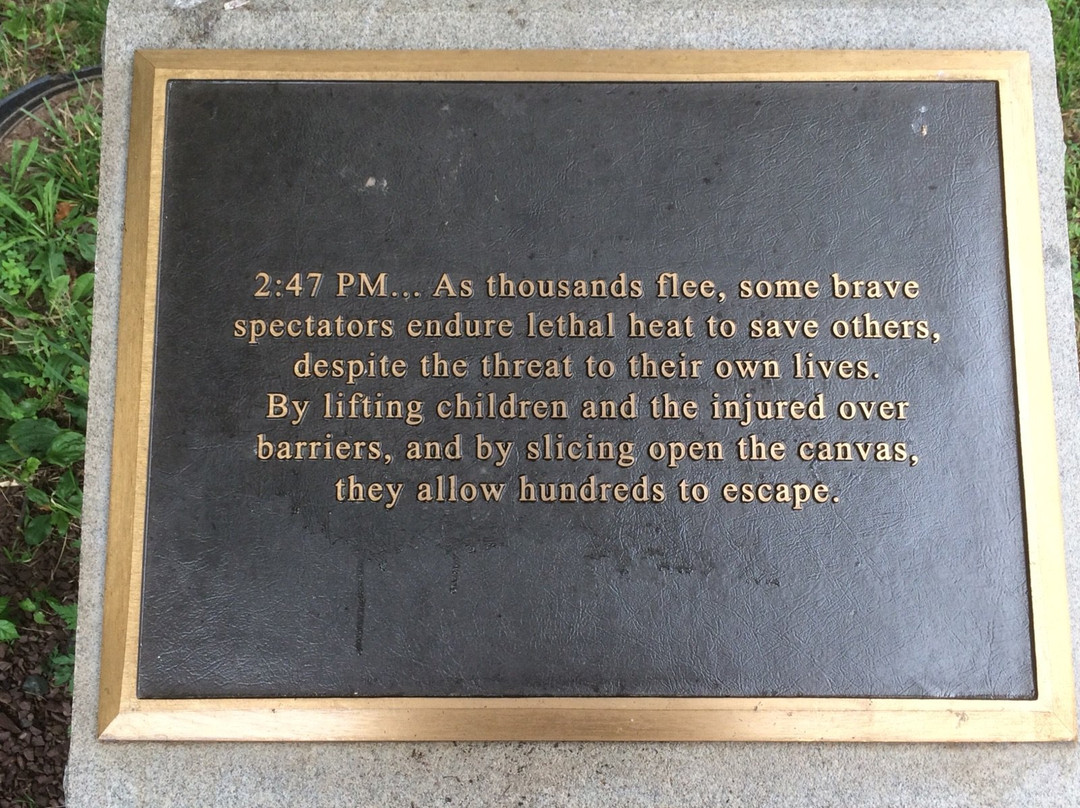 2:47 PM... As thousands flee, some brave
spectators endure lethal heat to save others,
despite the threat to their own lives.
By lifting children and the injured over
barriers, and by slicing open the canvas,
they allow hundreds to escape.